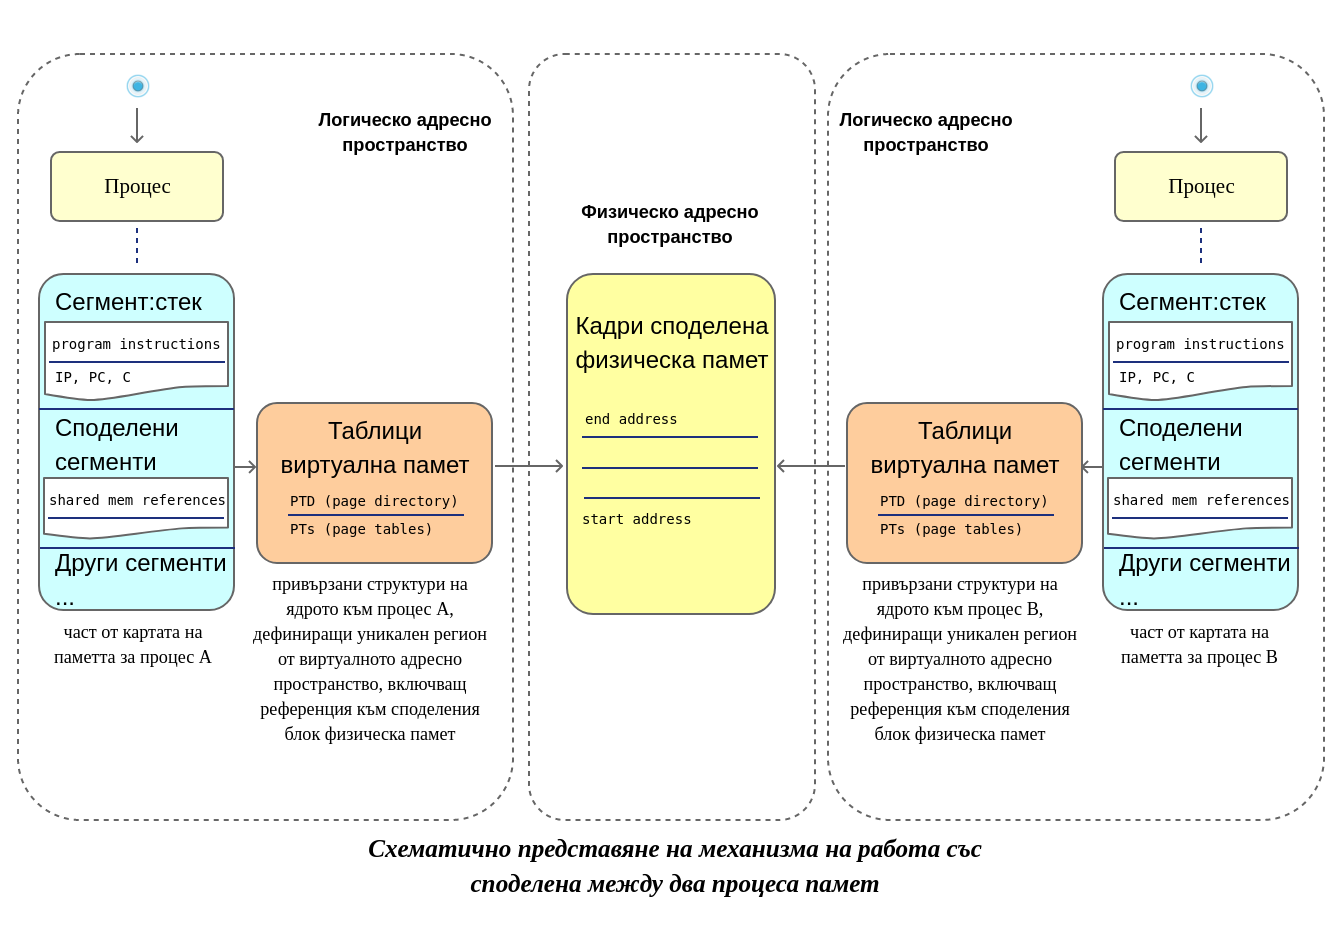 Логическо адресно
пространство
Процес
Сегмент:стек
program instructions
IP, PC, C
Споделени
сегменти
shared mem references
Други сегменти
...
част от картата на
паметта за процес A
Таблици
виртуална памет
PTD (page directory)
PTs (page tables)
привързани структури на
ядрото към процес A,
дефиниращи уникален регион
от виртуалното адресно
пространство, включващ
референция към споделения
блок физическа памет
Физическо адресно
пространство
Кадри споделена
физическа памет
end address
start address
Логическо адресно
пространство
Процес
Таблици
виртуална памет
PTD (page directory)
PTs (page tables)
привързани структури на
ядрото към процес B,
дефиниращи уникален регион
от виртуалното адресно
пространство, включващ
референция към споделения
блок физическа памет
Сегмент:стек
program instructions
IP, PC, C
Споделени
сегменти
shared mem references
Други сегменти
...
част от картата на
паметта за процес B
Схематично представяне на механизма на работа със
споделена между два процеса памет